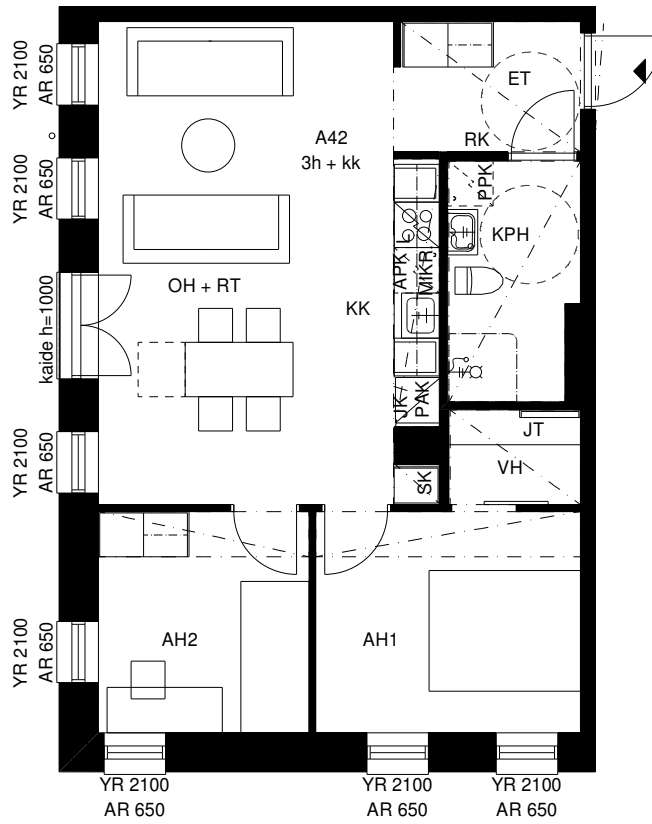 YR 2100
AR 650
ET
A42
3h + kk
RK
YR 2100
AR 650
PPK
KPH
APK
MIKR
OH + RT
KK
kaide h=1000
JK
PAK
JT
YR 2100
AR 650
VH
SK
YR 2100
AR 650
AH2
AH1
YR 2100
AR 650
YR 2100
AR 650
YR 2100
AR 650